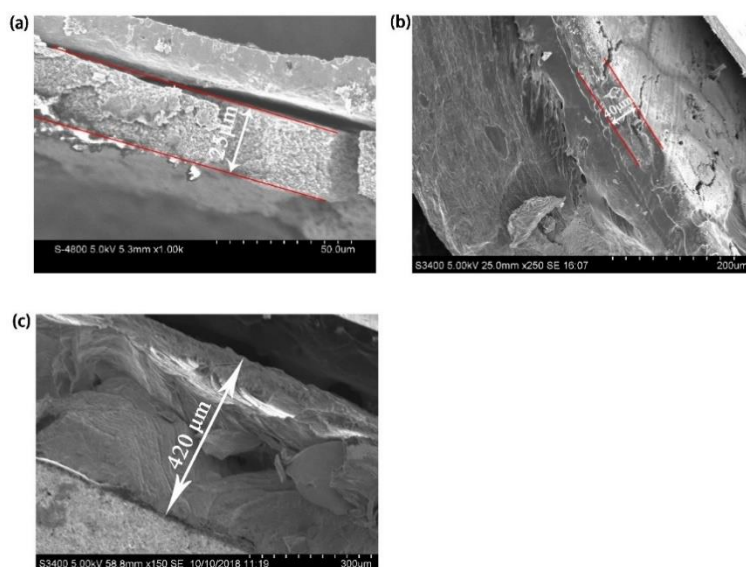 (a)
25μm
S-4800 5.0kV 5.3mm x1.00k
50.0um
(b)
40μm
S3400 5.00kV 25.0mm x250 SE 16:07
200um
(c)
420 μm
S3400 5.00kV 58.8mm x150 SE 10/10/2018 11:19
300um